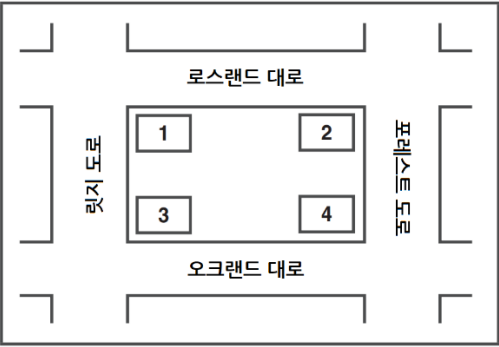 로스랜드 대로
1
2
릿지 도로
포레스트 도로
3
4
오크랜드 대로